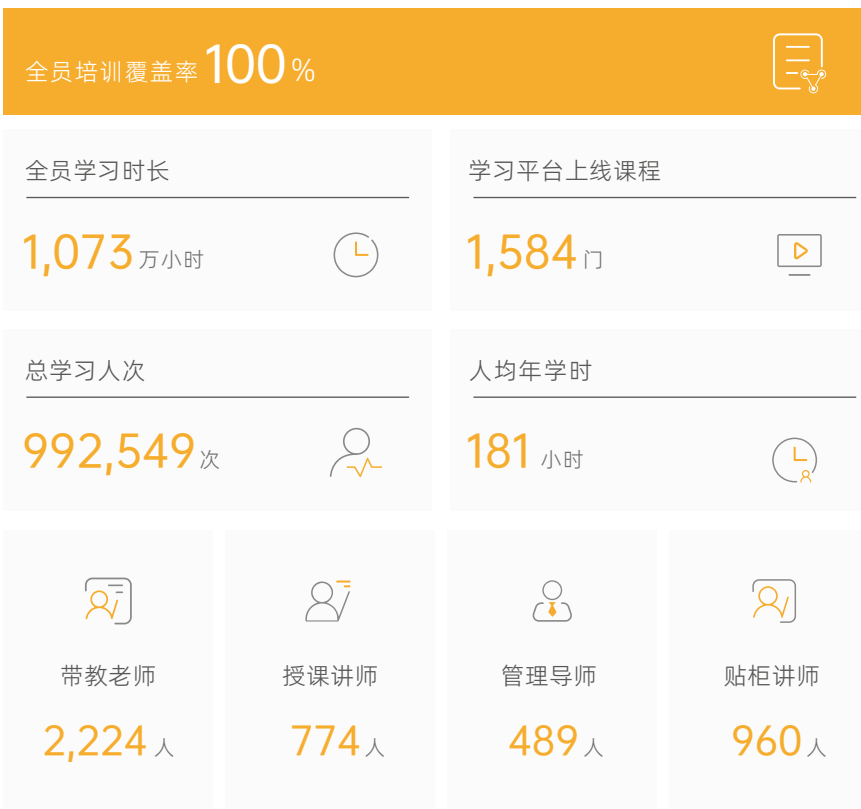 全员培训覆盖率 100 %
全员学习时长
1,073 万小时
学习平台上线课程
1,584 门
总学习人次
992,549 次
人均年学时
181 小时
带教老师
2,224 人
授课讲师
774 人
管理导师
489 人
贴柜讲师
960 人